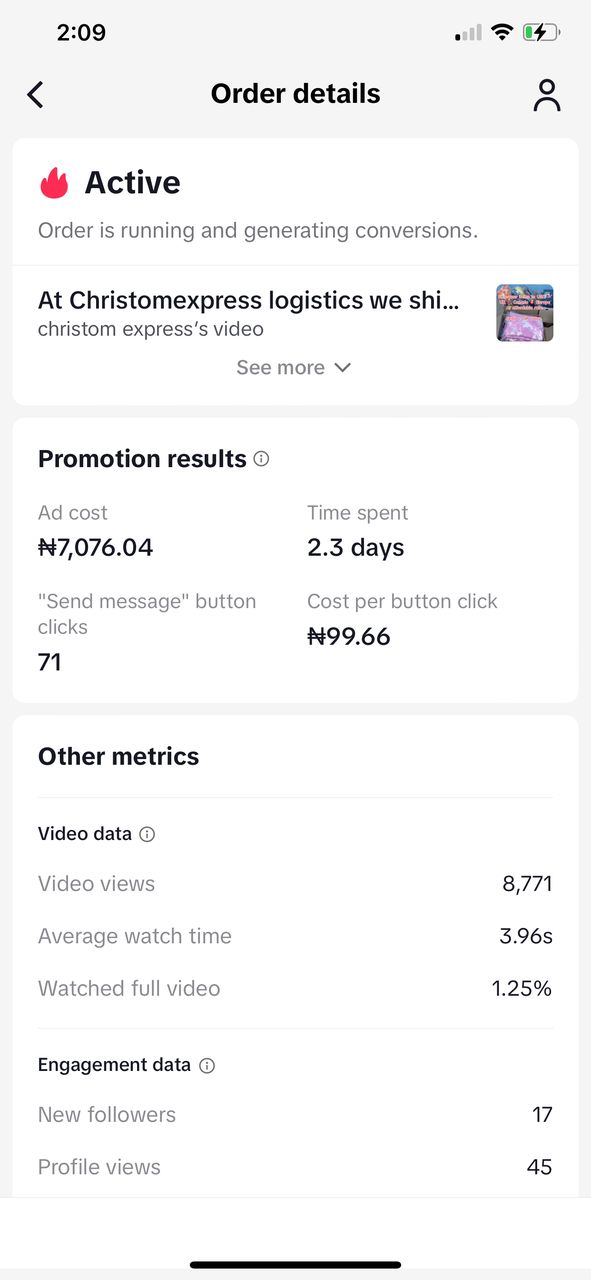 2:09
Order details
Active
Order is running and generating conversions.
At Christomexpress logistics we shi...
christom express's video
See more
Promotion results
Ad cost
Time spent
₦7,076.04
2.3 days
"Send message" button
clicks
Cost per button click
71
₦99.66
Other metrics
Video data
Video views
8,771
Average watch time
3.96s
Watched full video
1.25%
Engagement data
New followers
17
Profile views
45